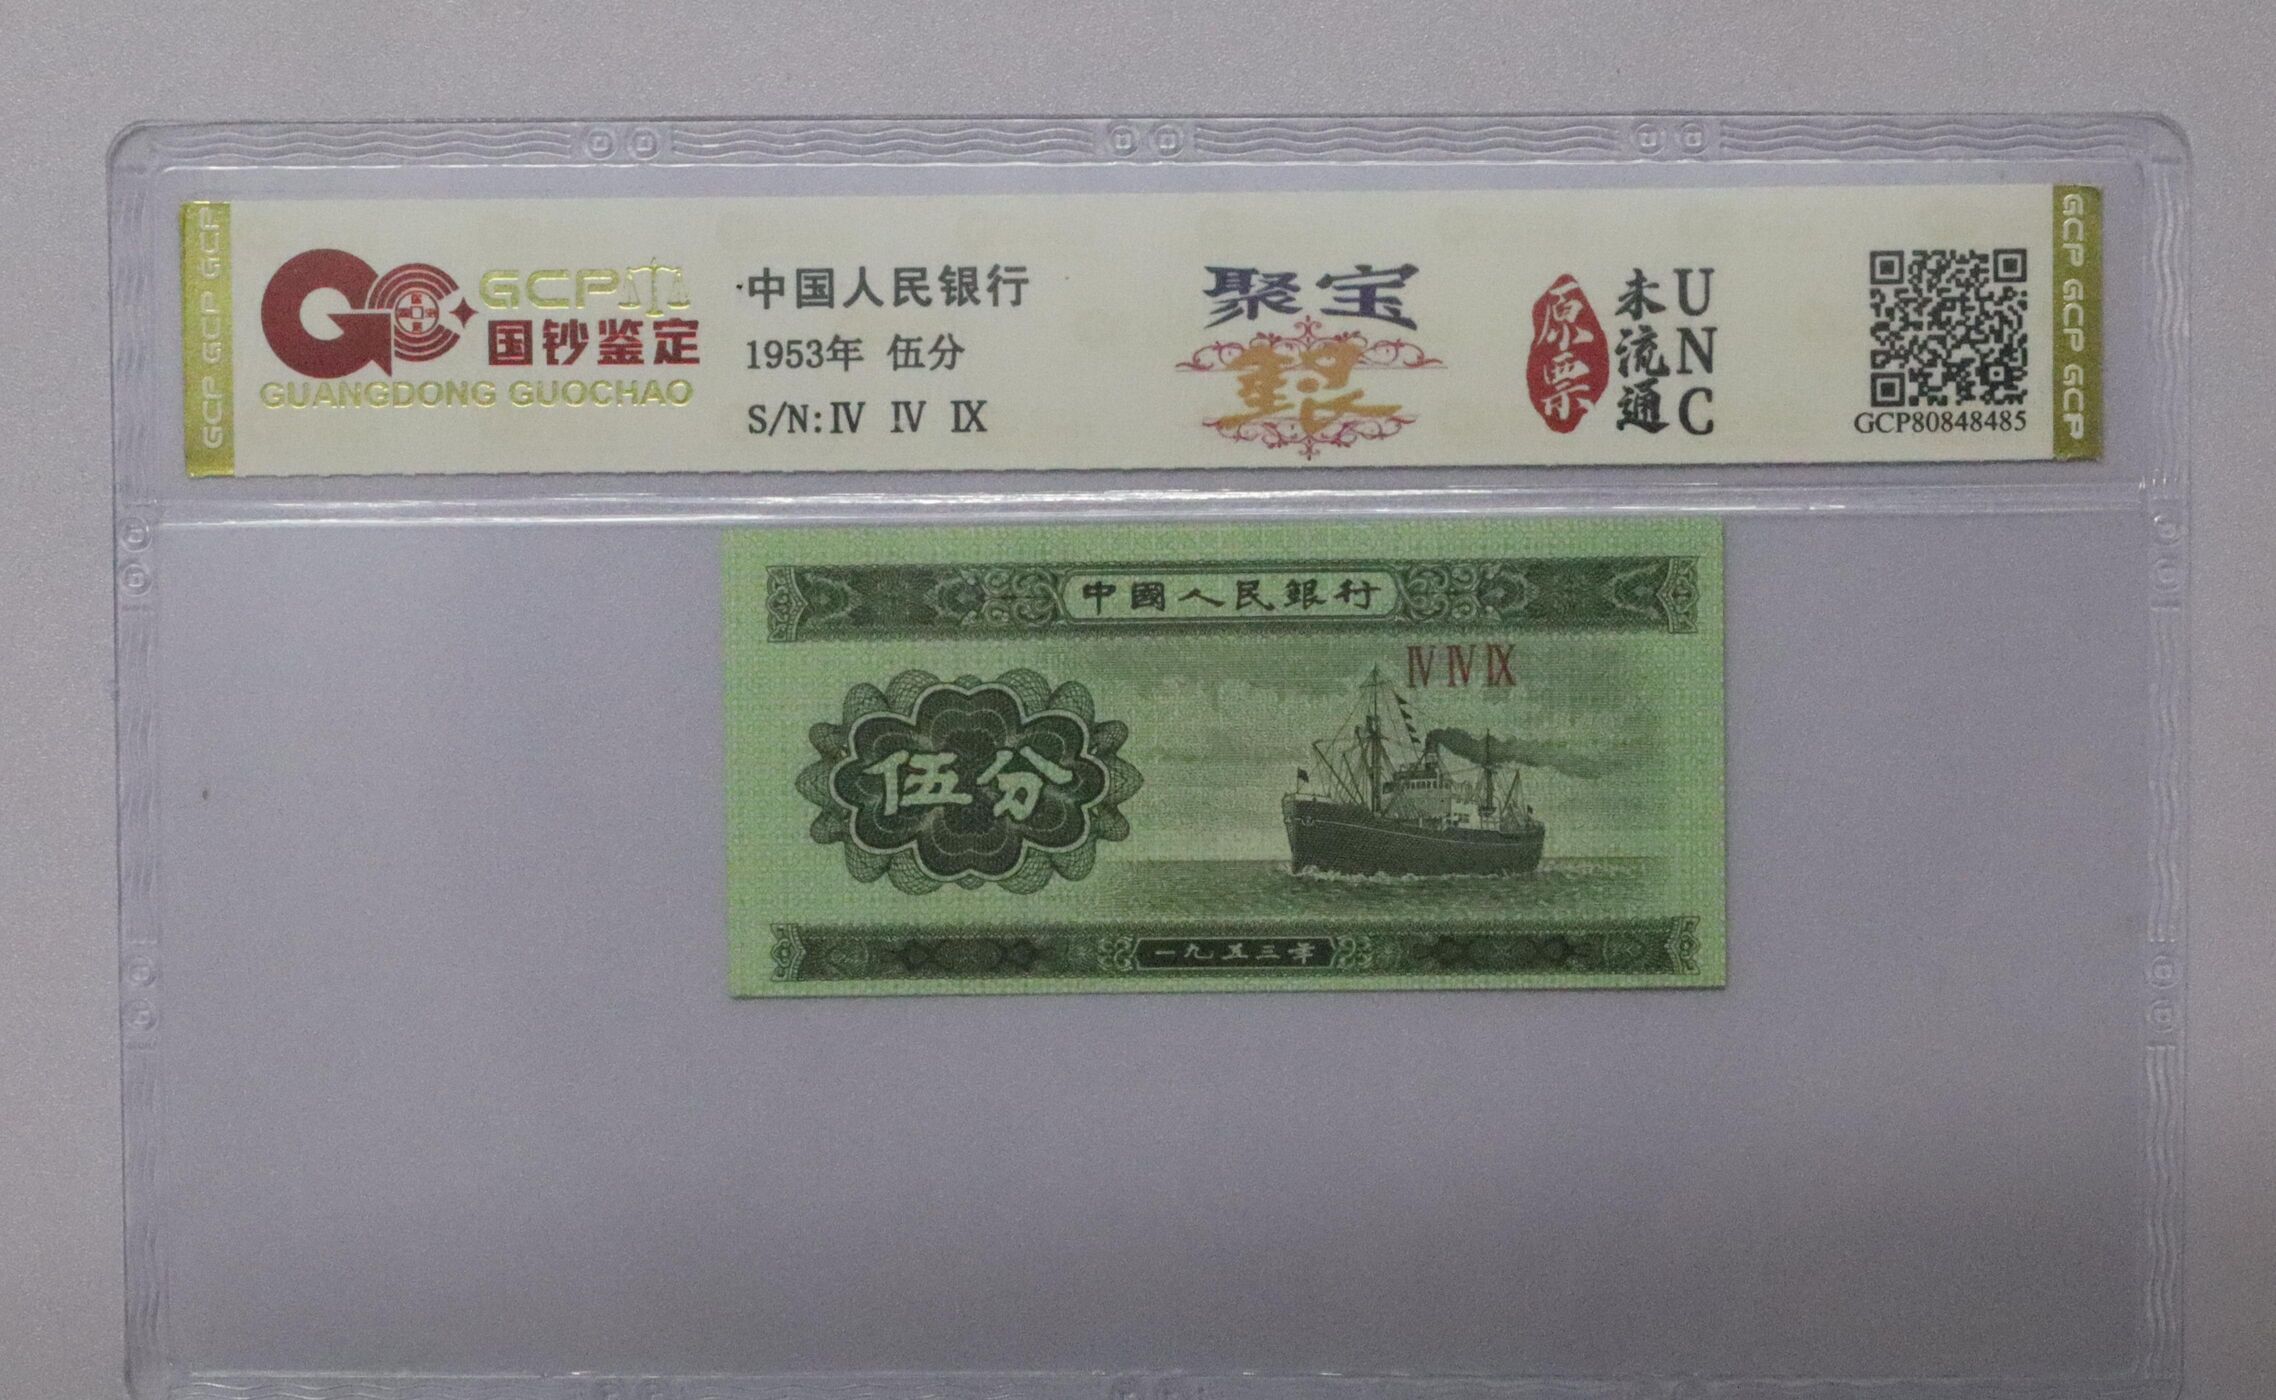 GCP GCP GCP
GCP
国钞鉴定
GUANGDONG GUOCHAO
中国人民银行
1953年 伍分
S/N:Ⅳ Ⅳ Ⅸ
聚宝
原票
未流通
UNC
GCP80848485
GCP GCP GCP
中國人民銀行
Ⅳ Ⅳ Ⅸ
伍分
一九五三年